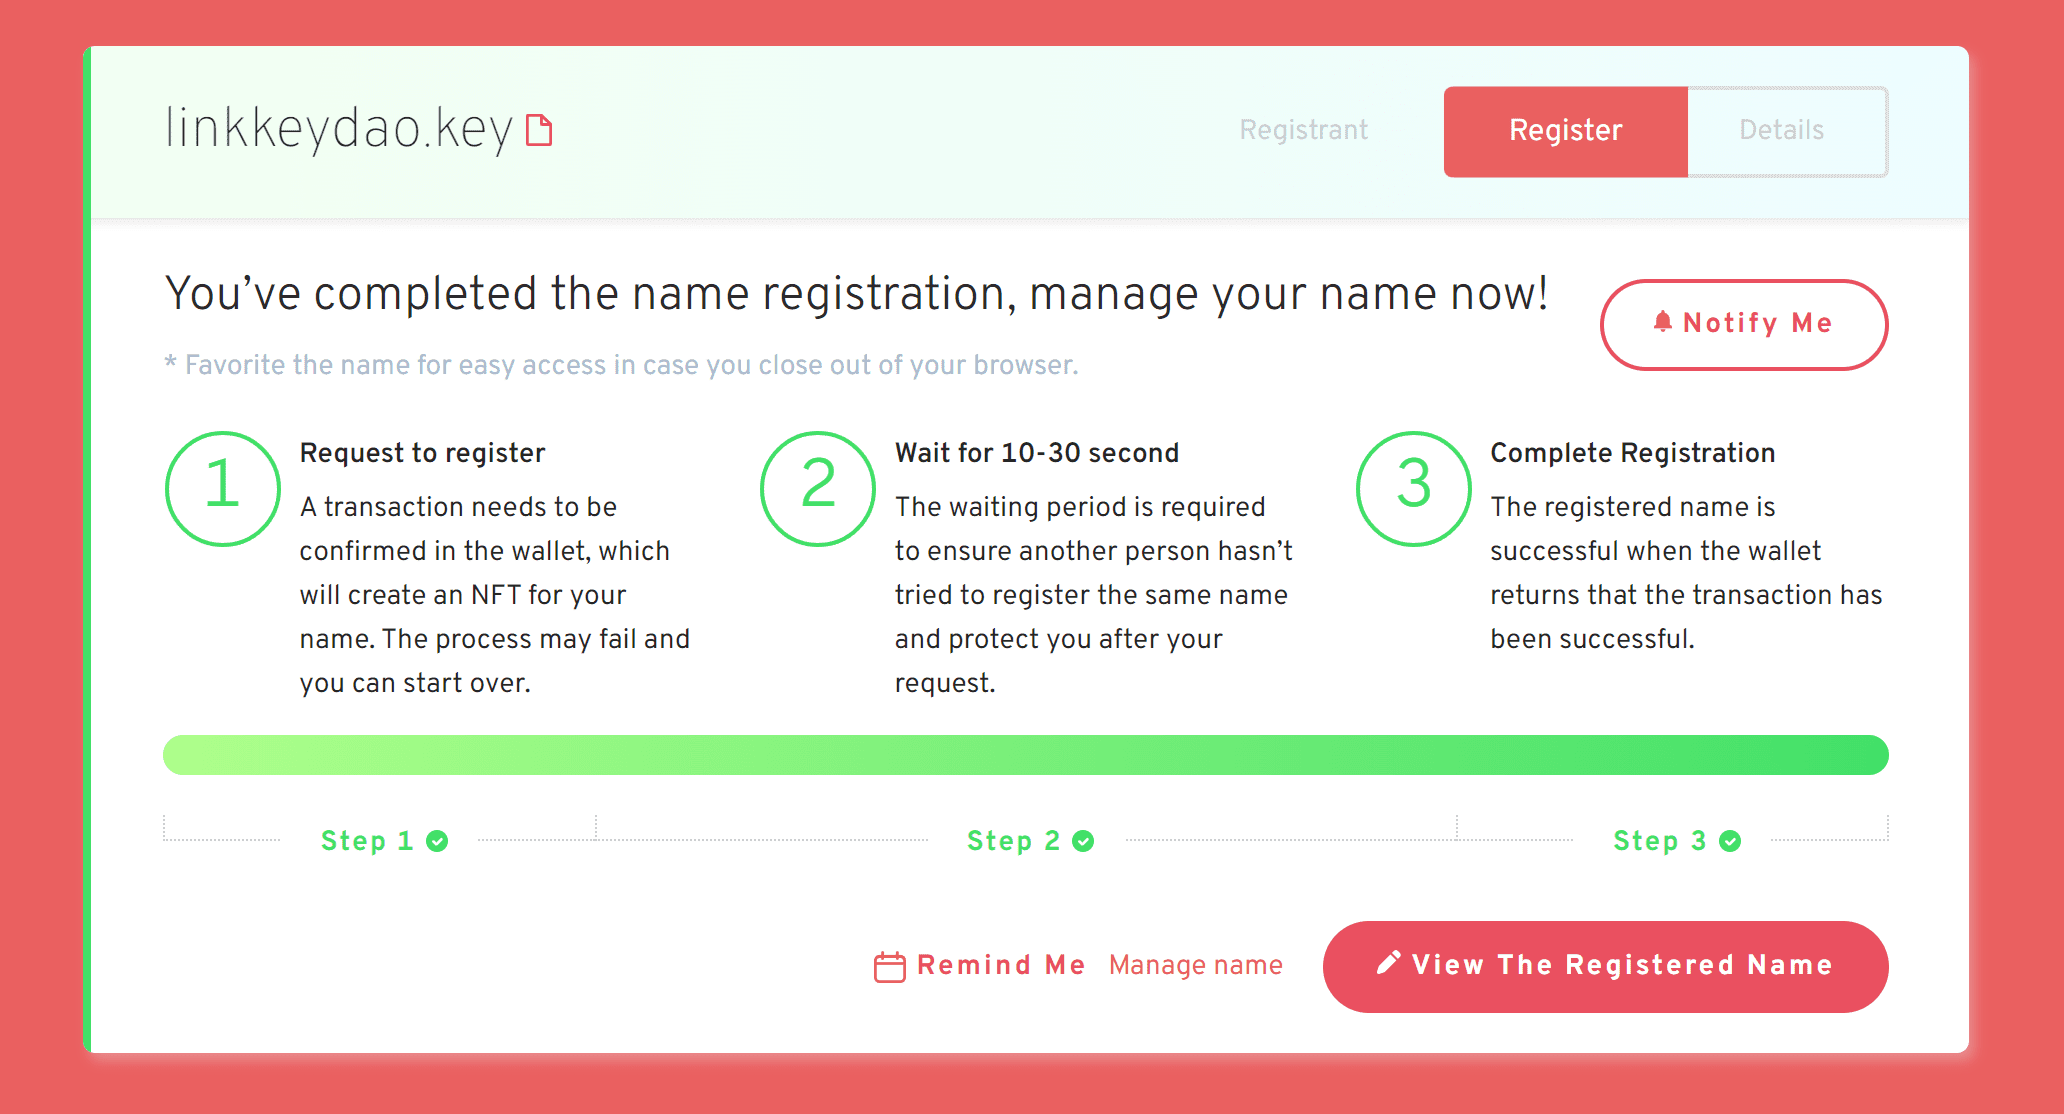 linkkeydao.key
Registrant
Register
Details
You’ve completed the name registration, manage your name now!
Notify Me
* Favorite the name for easy access in case you close out of your browser.
1
Request to register
A transaction needs to be
confirmed in the wallet, which
will create an NFT for your
name. The process may fail and
you can start over.
2
Wait for 10-30 second
The waiting period is required
to ensure another person hasn’t
tried to register the same name
and protect you after your
request.
3
Complete Registration
The registered name is
successful when the wallet
returns that the transaction has
been successful.
Step 1
Step 2
Step 3
Remind Me
Manage name
View The Registered Name